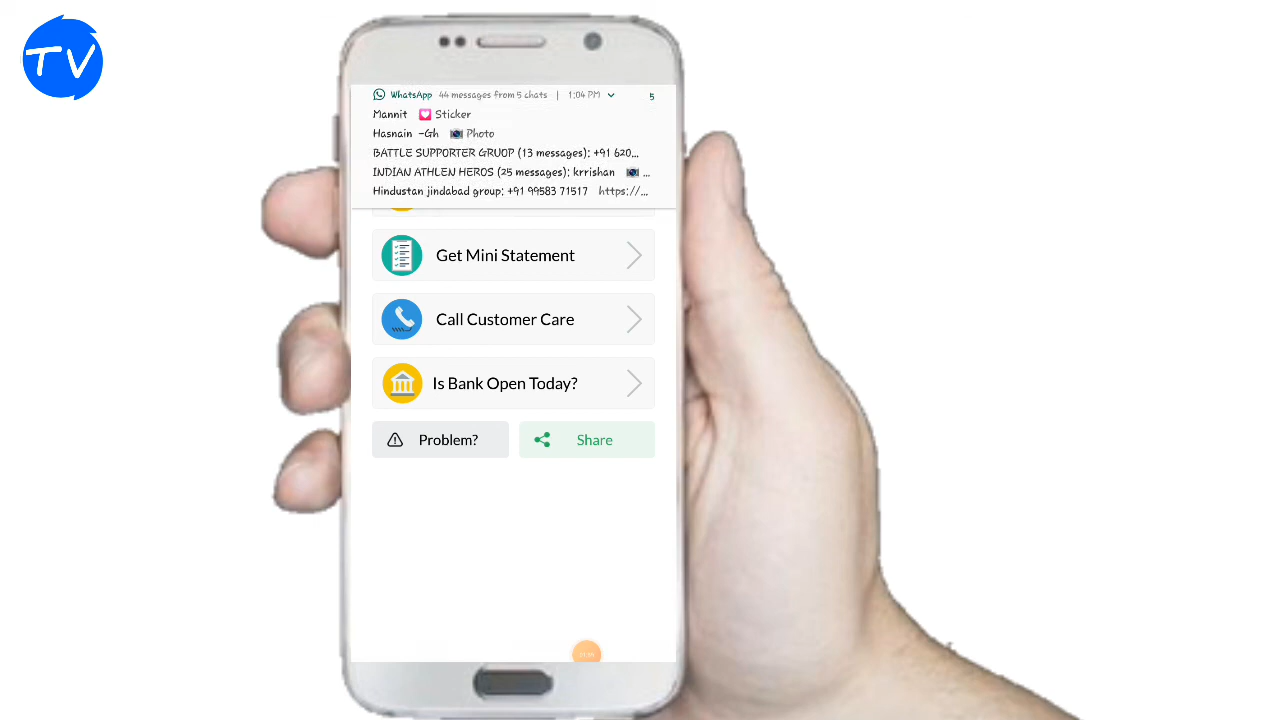 TV
WhatsApp 44 messages from 5 chats | 1:04 PM 5
Mannit Sticker
Hasnain -Gh Photo
BATTLE SUPPORTER GRUOP (13 messages): +91 620...
INDIAN ATHLEN HEROS (25 messages): krrishan ...
Hindustan jindabad group: +91 99583 71517 https://...
Get Mini Statement
Call Customer Care
Is Bank Open Today?
Problem?
Share